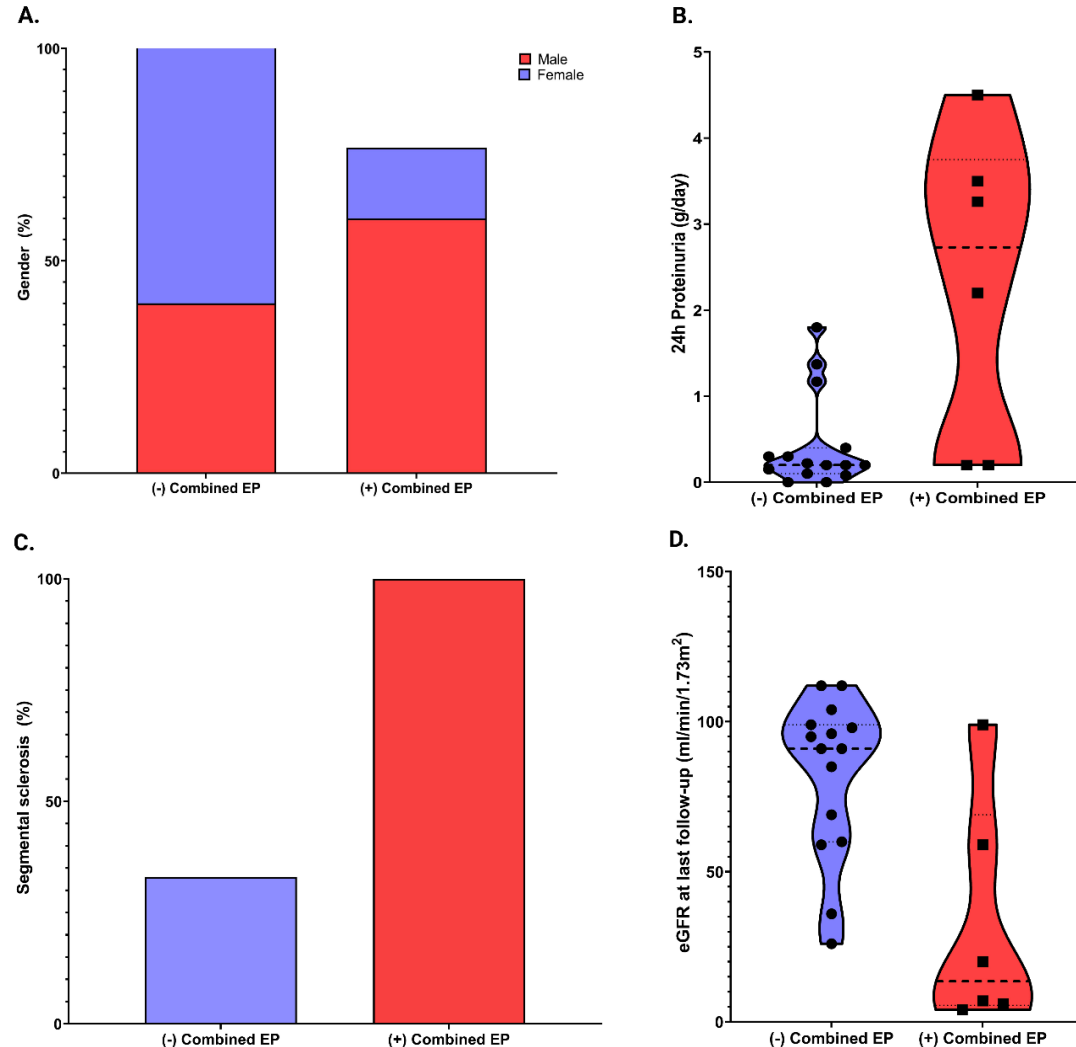 A.
Gender (%)
100
50
0
Male
Female
(-) Combined EP
(+) Combined EP
B.
24h Proteinuria (g/day)
5
4
3
2
1
0
(-) Combined EP
(+) Combined EP
C.
Segmental sclerosis (%)
100
50
0
(-) Combined EP
(+) Combined EP
D.
eGFR at last follow-up (ml/min/1.73m²)
150
100
50
0
(-) Combined EP
(+) Combined EP